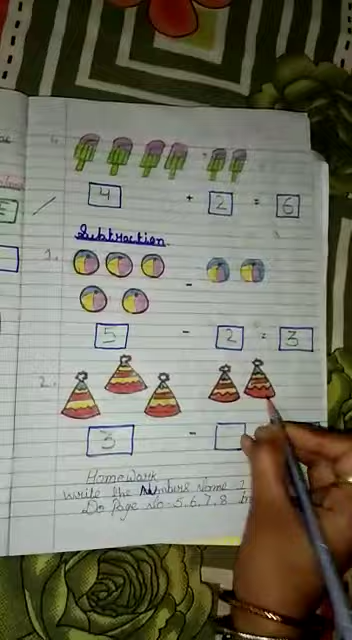 4 + 2 = 6
Subtraction
1.
5 - 2 = 3
2.
3 -
Homework
Write the Numbers Name
Do Page No 5,6,7,8